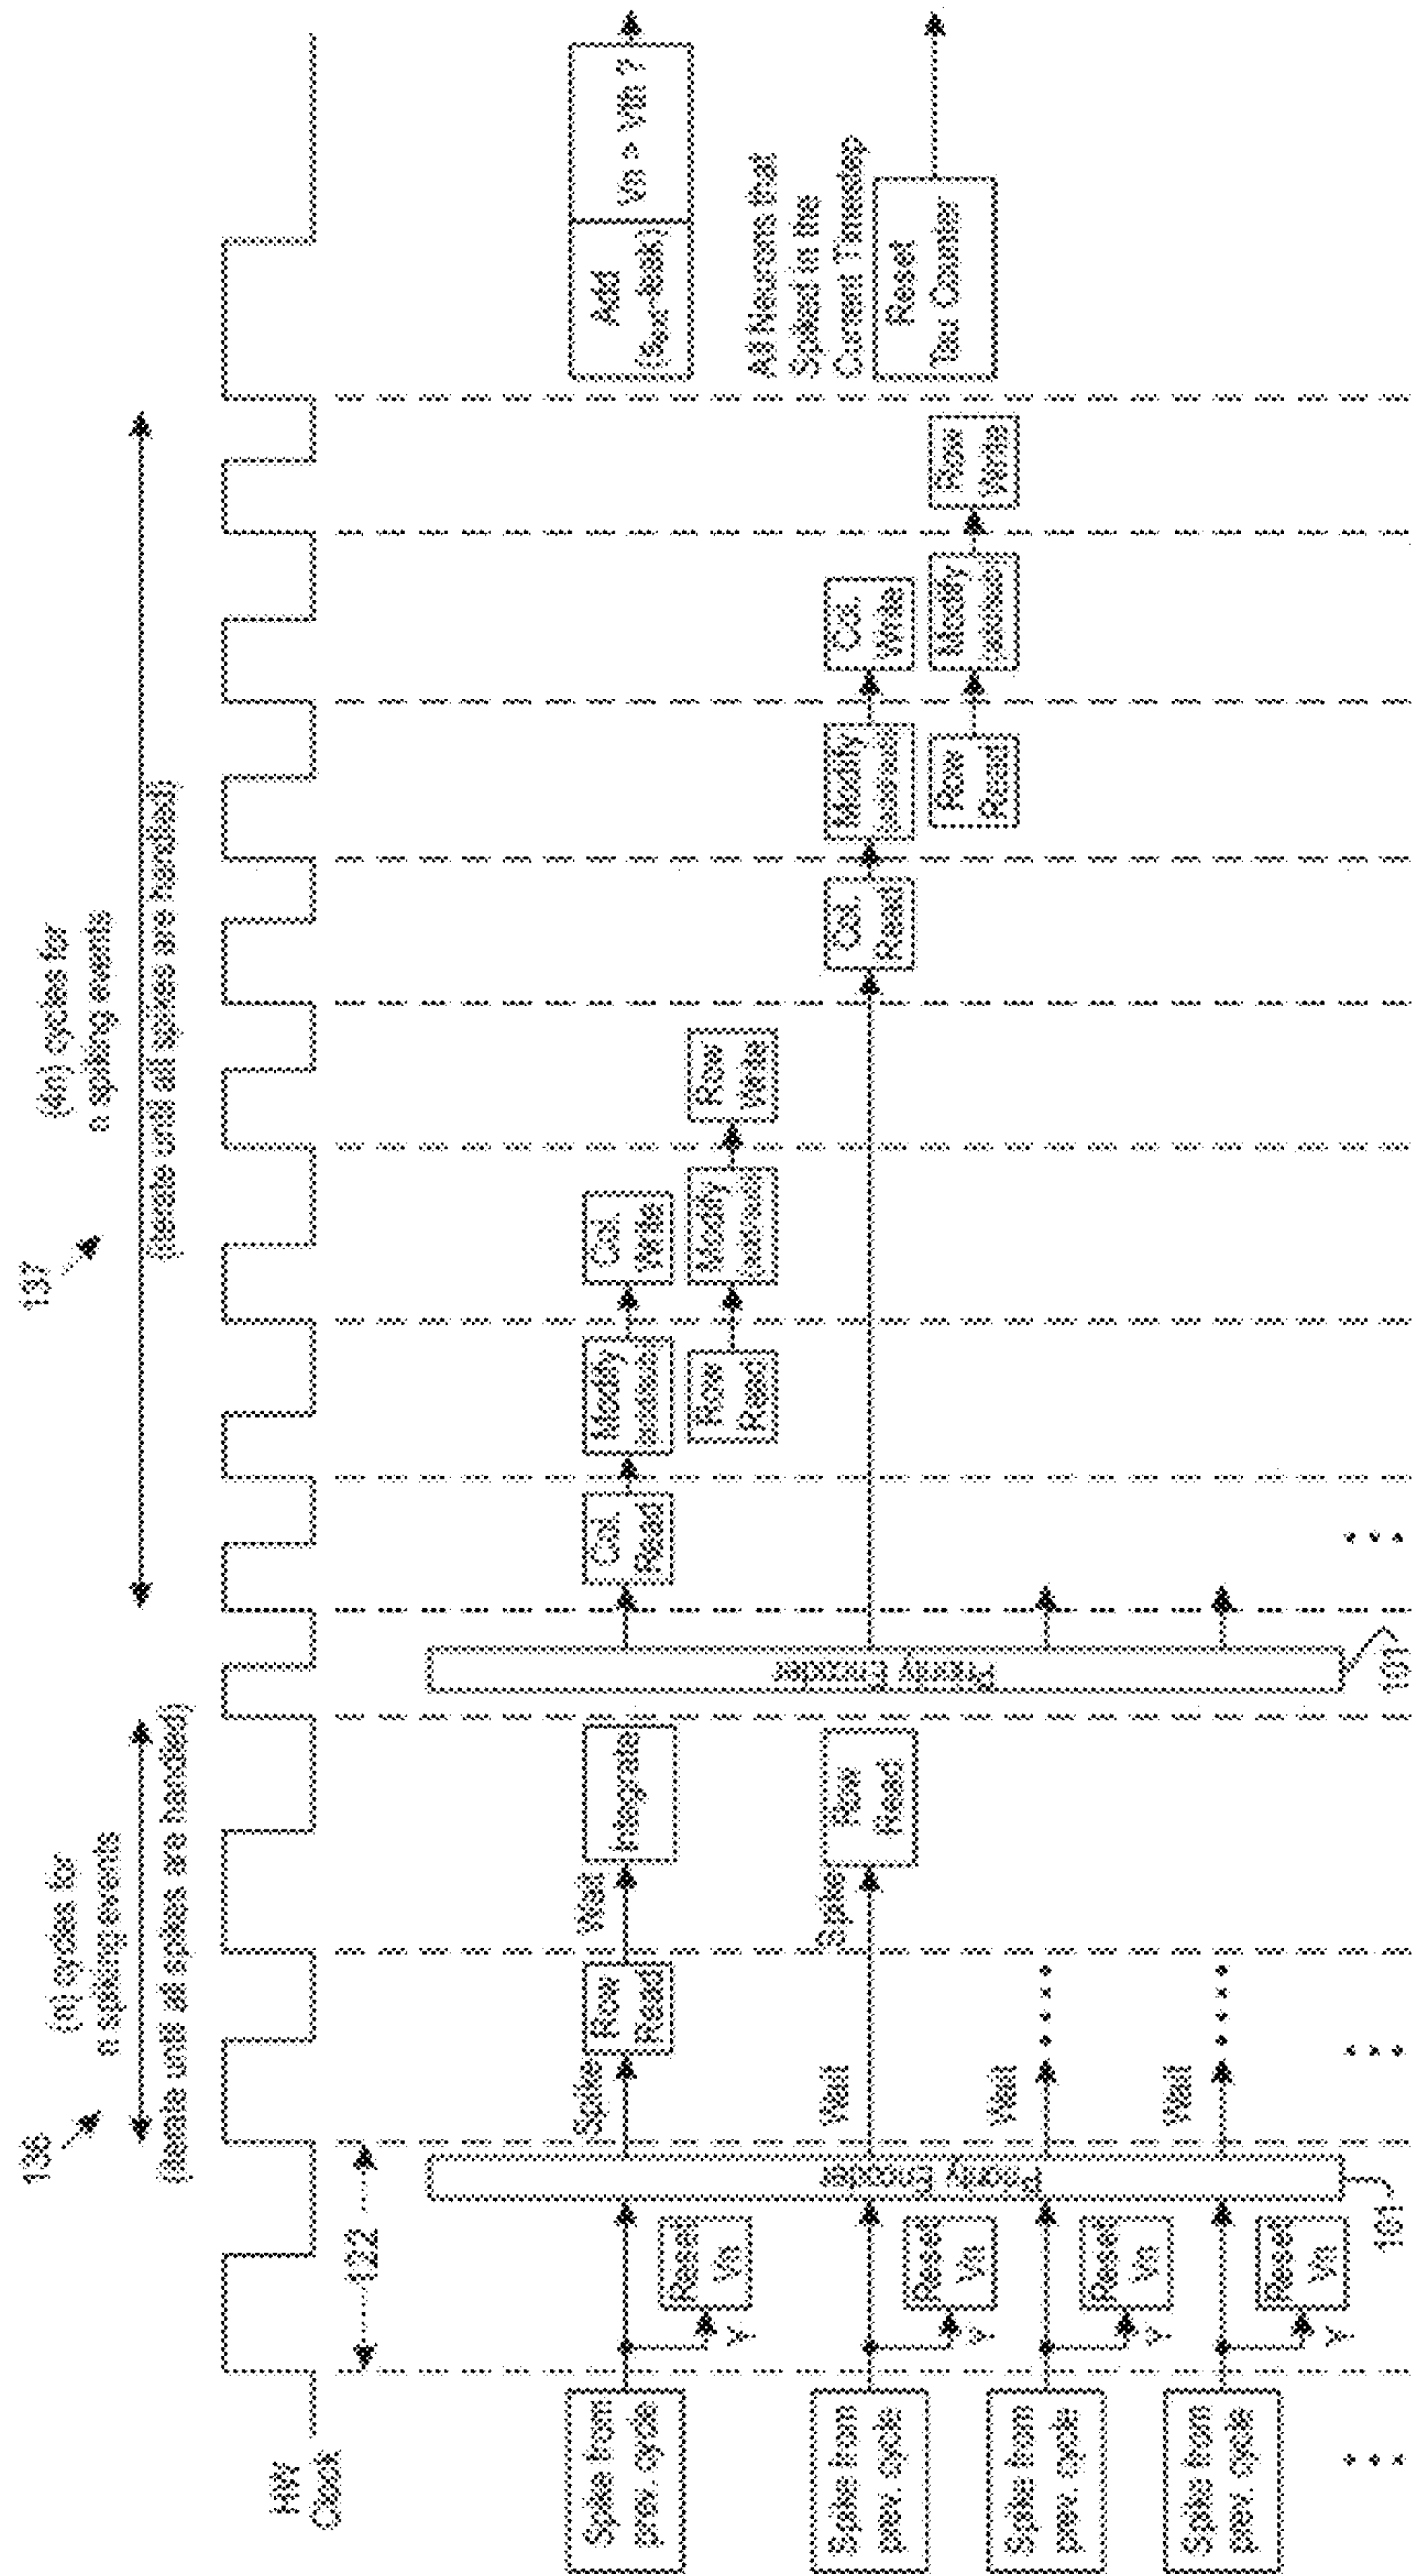 136
(n) cycles for
n spiking events
(iterate until all spikes are handled)
137
(4n) cycles for
n spiking events
(iterate until all spikes are handled)
HW
Clock
122
Spike from
prev. cycle
Y
Reset
Vn
Spike
Row
Read
Wait
Integrate
Col.
Read
Modify
Col.
Write
Row
Read
Modify
Row
Write
Add
Vn > Vth ?
Spike from
prev. cycle
Y
Reset
Vn
Wait
Spike
Row
Read
Col.
Read
Modify
Col.
Write
Row
Read
Modify
Row
Write
All Neurons that
Spiked in the
Current Timestep
Reset
Counter
Spike from
prev. cycle
Y
Reset
Vn
Wait
Spike from
prev. cycle
Y
Reset
Vn
Wait
Priority Encoder
101
Priority Encoder
101